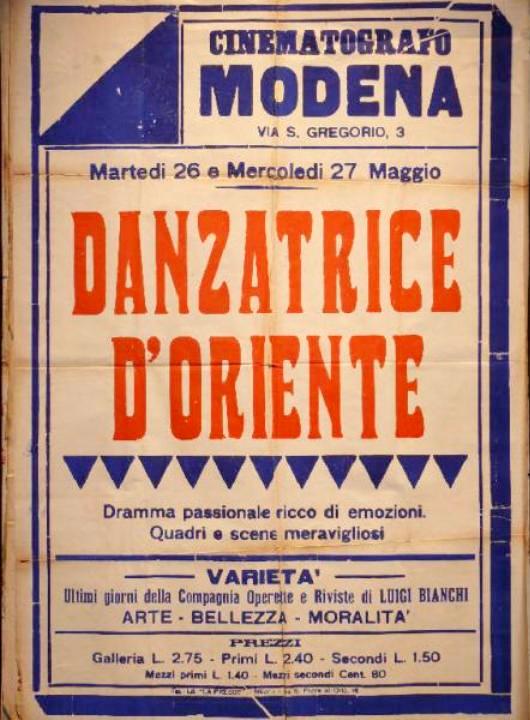 CINEMATOGRAFO
MODENA
VIA S. GREGORIO, 3
Martedi 26 e Mercoledi 27 Maggio
DANZATRICE
D'ORIENTE
Dramma passionale ricco di emozioni.
Quadri e scene meravigliosi
VARIETA'
Ultimi giorni della Compagnia Operette e Riviste di LUIGI BIANCHI
ARTE - BELLEZZA - MORALITA'
PREZZI
Galleria L. 2.75 - Primi L. 2.40 - Secondi L. 1.50
Mezzi primi L. 1.40 - Mezzi secondi Cent. 80